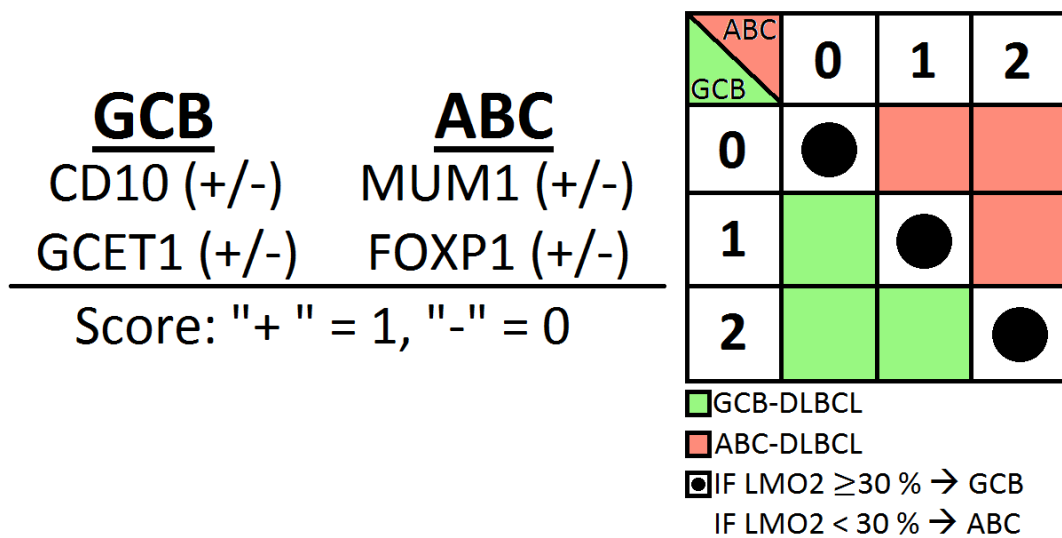 GCB ABC
CD10 (+/-) MUM1 (+/-)
GCET1 (+/-) FOXP1 (+/-)
Score: "+ " = 1, "-" = 0
ABC
GCB
0 1 2
0
1
2
GCB-DLBCL
ABC-DLBCL
IF LMO2 ≥30 % → GCB
IF LMO2 < 30 % → ABC